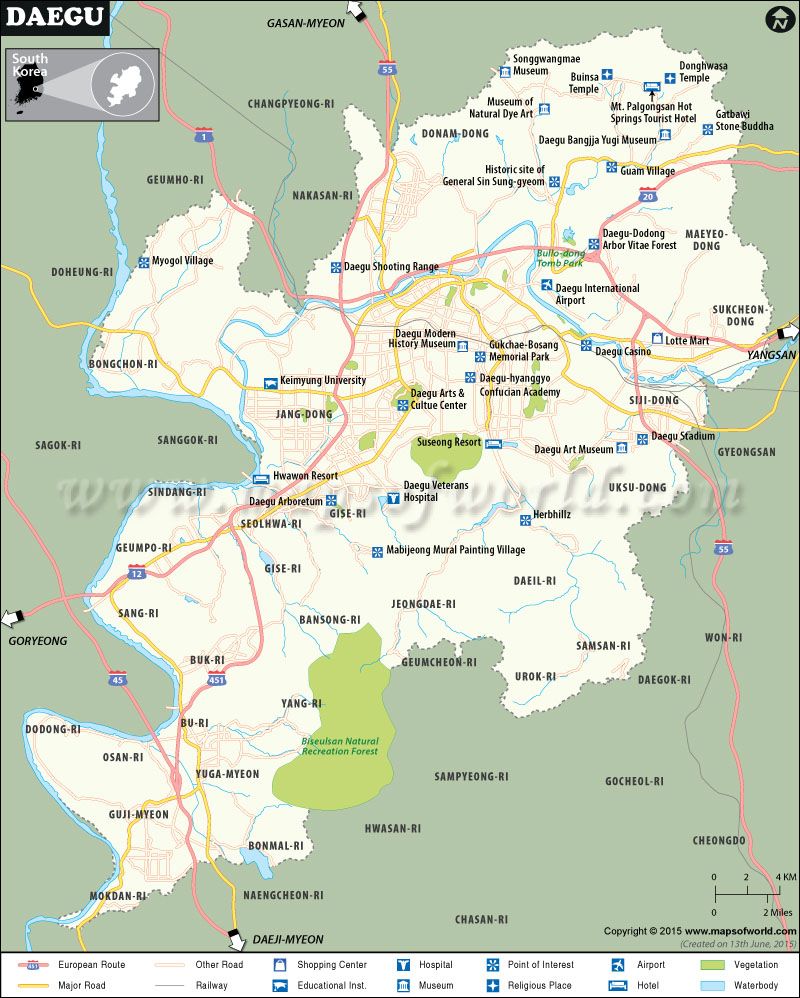 DAEGU
South
Korea
GASAN-MYEON
55
Songgwangmae
Museum
Buinsa
Temple
Donghwasa
Temple
Mt. Palgongsan Hot
Springs Tourist Hotel
Museum of
Natural Dye Art
CHANGPYEONG-RI
1
DONAM-DONG
Daegu Bangjja Yugi Museum
Gatbawi
Stone Buddha
Historic site of
General Sin Sung-gyeom
Guam Village
GEUMHO-RI
NAKASAN-RI
20
Daegu-Dodong
Arbor Vitae Forest
MAEYEO-
DONG
Bullo-dong
Tomb Park
Myogol Village
Daegu Shooting Range
DOHEUNG-RI
Daegu International
Airport
SUKCHEON-
DONG
Daegu Modern
History Museum
Gukchae-Bosang
Memorial Park
Daegu Casino
Lotte Mart
YANGSAN
BONGCHON-RI
Keimyung University
Daegu-hyanggyo
Confucian Academy
Daegu Arts &
Cultue Center
SIJI-DONG
JANG-DONG
SAGOK-RI
SANGGOK-RI
Suseong Resort
Daegu Art Museum
Daegu Stadium
GYEONGSAN
Hwawon Resort
SINDANG-RI
Daegu Veterans
Hospital
UKSU-DONG
www.mapsofworld.com
Daegu Arboretum
GISE-RI
SEOLHWA-RI
Herbhillz
GEUMPO-RI
Mabijeong Mural Painting Village
55
12
GISE-RI
DAEIL-RI
SANG-RI
JEONGDAE-RI
BANSONG-RI
GORYEONG
WON-RI
SAMSAN-RI
BUK-RI
GEUMCHEON-RI
UROK-RI
DAEGOK-RI
45
451
YANG-RI
BU-RI
DODONG-RI
Biseulsan Natural
Recreation Forest
OSAN-RI
YUGA-MYEON
SAMPYEONG-RI
GOCHEOL-RI
GUJI-MYEON
HWASAN-RI
CHEONGDO
BONMAL-RI
0 2 4 KM
0 2 Miles
MOKDAN-RI
NAENGCHEON-RI
CHASAN-RI
DAEJI-MYEON
Copyright © 2015 www.mapsofworld.com
(Created on 13th June, 2015)
451 European Route
Other Road
Shopping Center
Hospital
Point of Interest
Airport
Vegetation
Major Road
Railway
Educational Inst.
Museum
Religious Place
Hotel
Waterbody